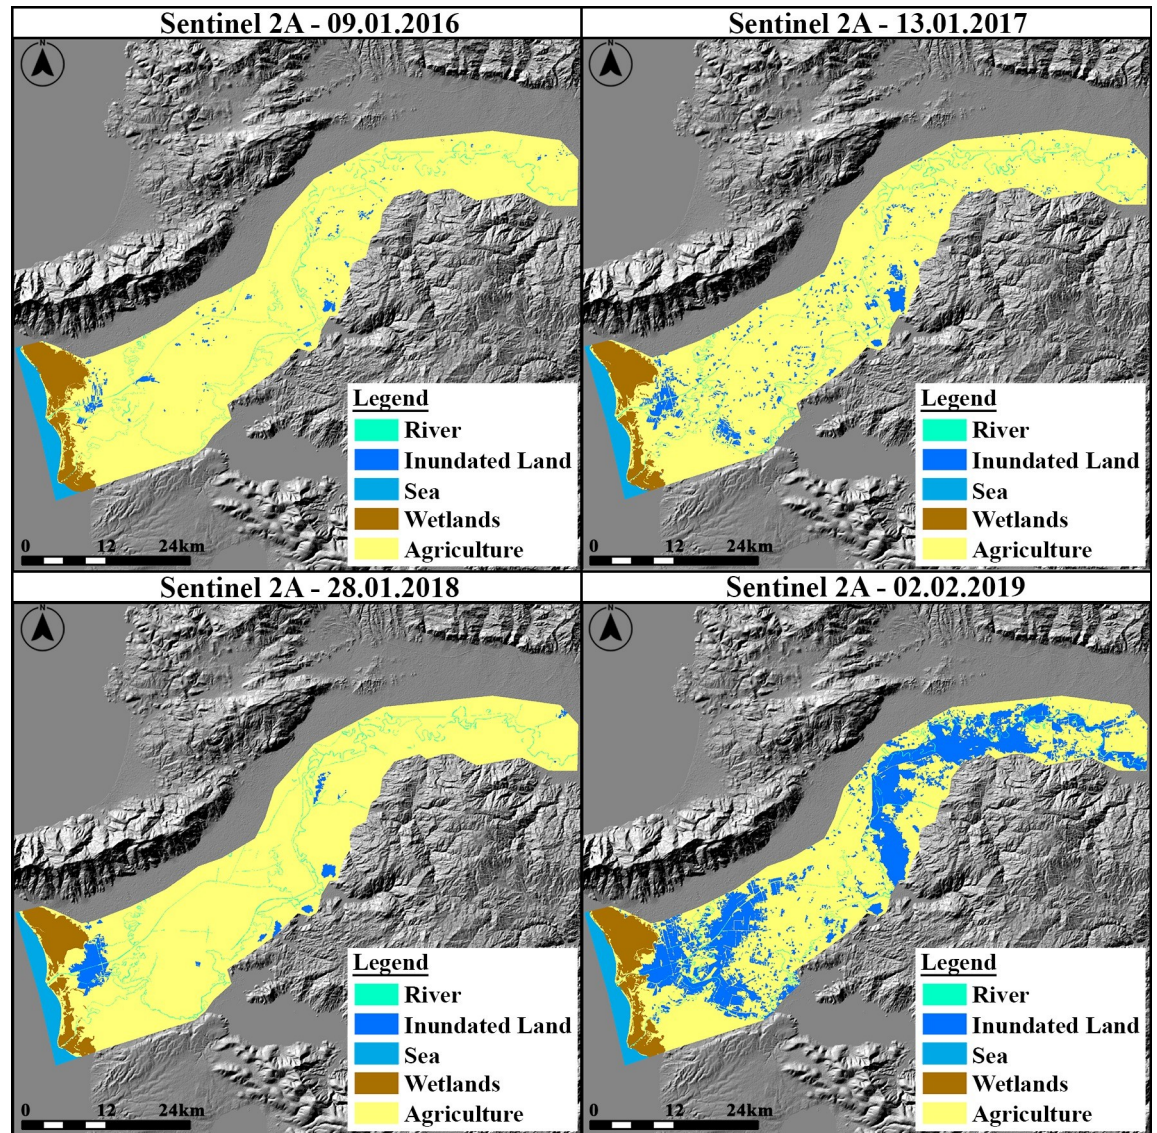 Sentinel 2A - 09.01.2016
N
Legend
River
Inundated Land
Sea
Wetlands
Agriculture
0 12 24km
Sentinel 2A - 13.01.2017
N
Legend
River
Inundated Land
Sea
Wetlands
Agriculture
0 12 24km
Sentinel 2A - 28.01.2018
N
Legend
River
Inundated Land
Sea
Wetlands
Agriculture
0 12 24km
Sentinel 2A - 02.02.2019
N
Legend
River
Inundated Land
Sea
Wetlands
Agriculture
0 12 24km